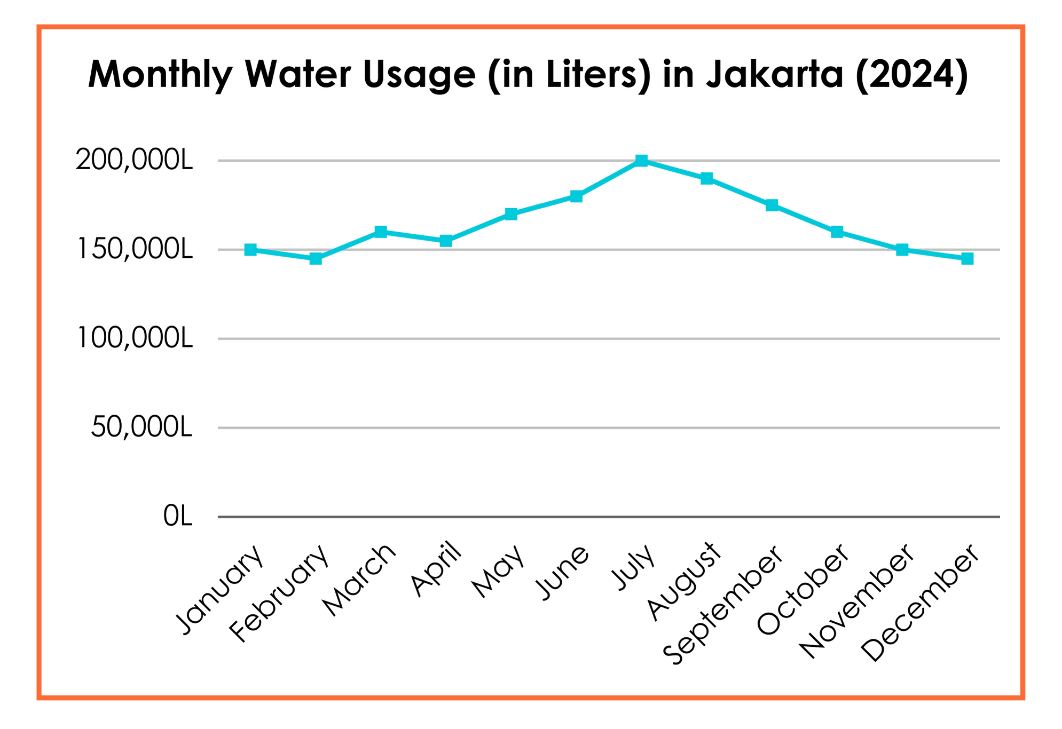 Monthly Water Usage (in Liters) in Jakarta (2024)
200,000L
150,000L
100,000L
50,000L
0L
January
February
March
April
May
June
July
August
September
October
November
December